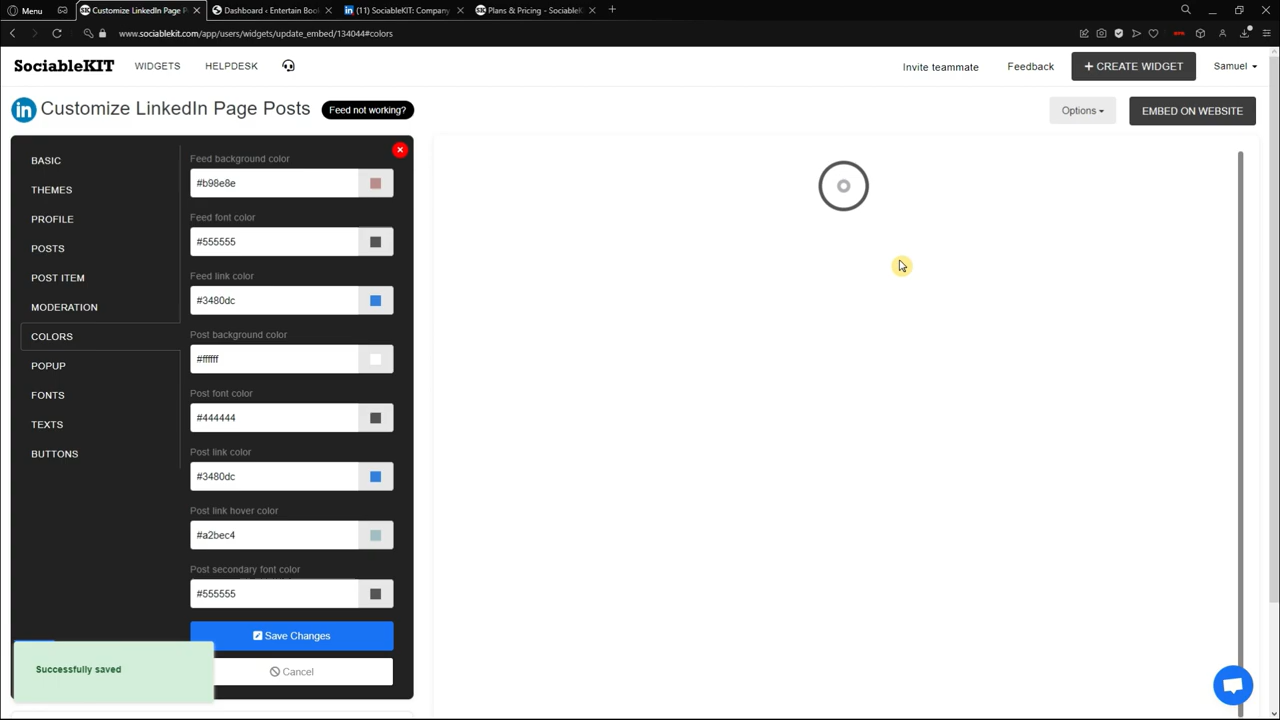 Menu
Customize LinkedIn Page P
Dashboard ‹ Entertain Boo
(11) SociableKIT: Company
Plans & Pricing - SociableK
www.sociablekit.com/app/users/widgets/update_embed/134044#colors
SociableKIT
WIDGETS
HELPDESK
Invite teammate
Feedback
CREATE WIDGET
Samuel
Customize LinkedIn Page Posts
Feed not working?
Options
EMBED ON WEBSITE
BASIC
THEMES
PROFILE
POSTS
POST ITEM
MODERATION
COLORS
POPUP
FONTS
TEXTS
BUTTONS
Feed background color
#b98e8e
Feed font color
#555555
Feed link color
#3480dc
Post background color
#ffffff
Post font color
#444444
Post link color
#3480dc
Post link hover color
#a2bec4
Post secondary font color
#555555
Save Changes
Cancel
Successfully saved